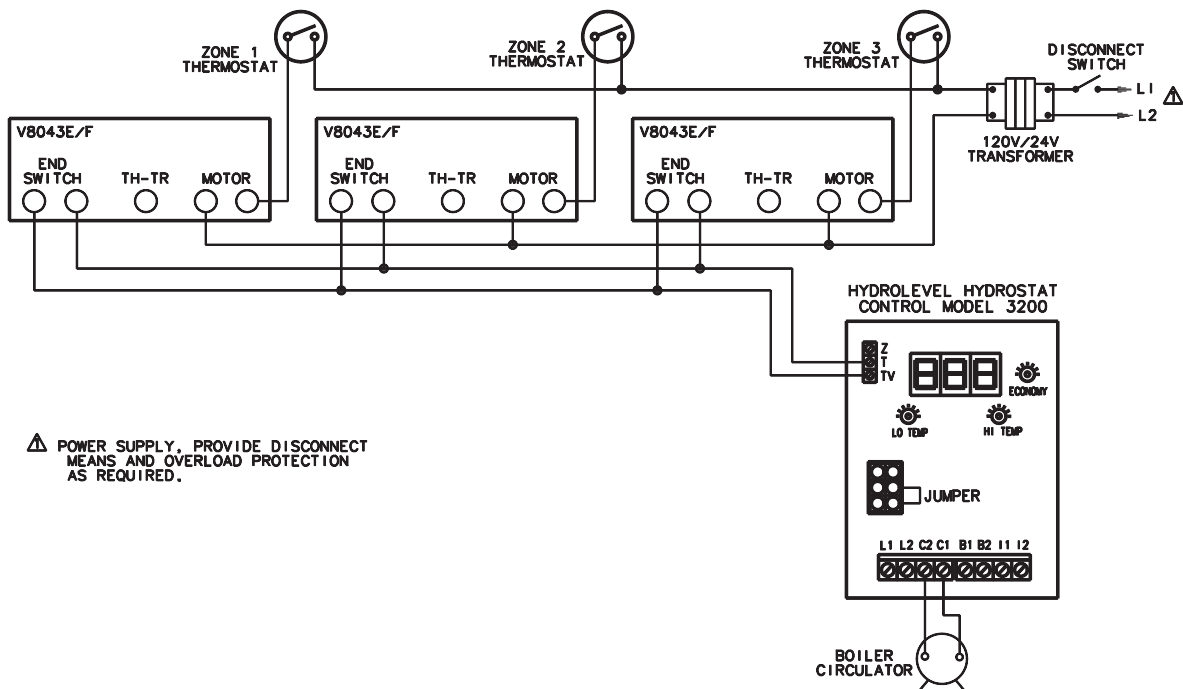 ZONE 1
THERMOSTAT
ZONE 2
THERMOSTAT
ZONE 3
THERMOSTAT
DISCONNECT
SWITCH
L1
1
L2
120V/24V
TRANSFORMER
V8043E/F
END
SWITCH
TH-TR
MOTOR
V8043E/F
END
SWITCH
TH-TR
MOTOR
V8043E/F
END
SWITCH
TH-TR
MOTOR
HYDROLEVEL HYDROSTAT
CONTROL MODEL 3200
Z
T
TV
888
ECONOMY
LO TEMP
HI TEMP
JUMPER
L1 L2 C2 C1 B1 B2 I1 I2
BOILER
CIRCULATOR
1 POWER SUPPLY, PROVIDE DISCONNECT
MEANS AND OVERLOAD PROTECTION
AS REQUIRED.